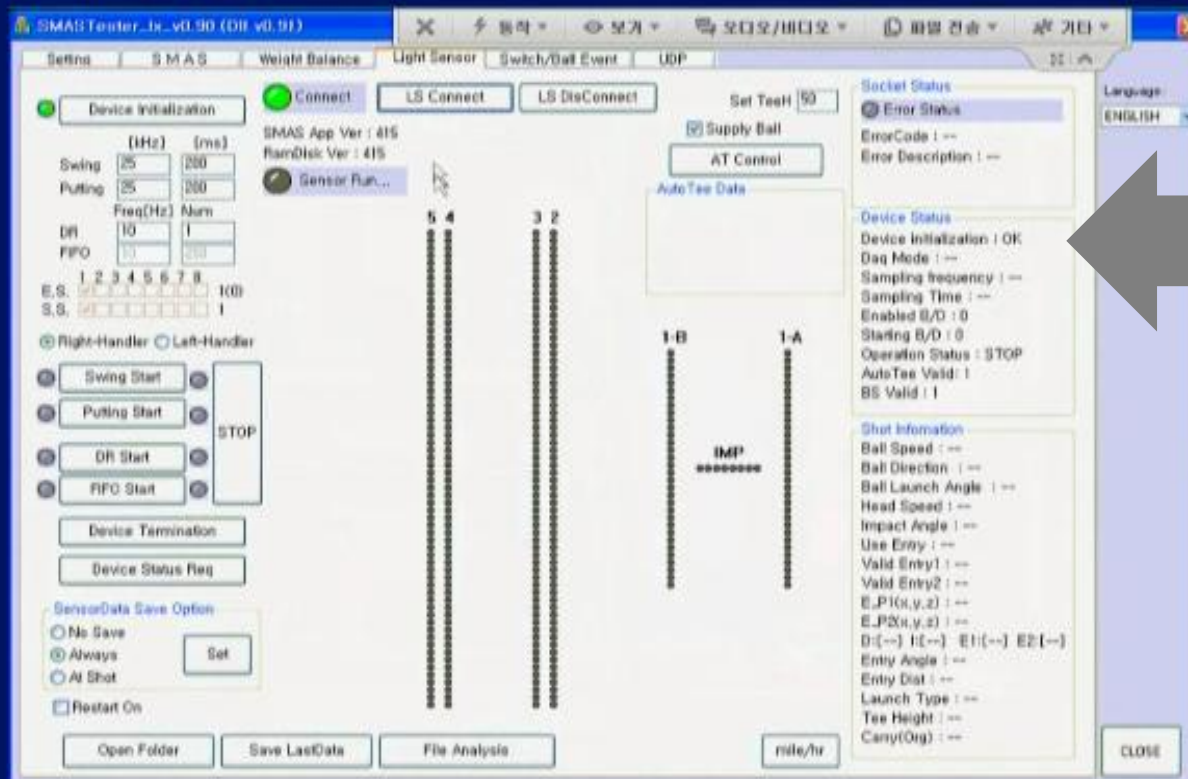 SMASTester_Ix_v0.90 (Dll v0.91)
동작 보기 오디오/비디오 파일 전송 기타
Setting SMAS Weight Balance Light Sensor Switch/Ball Event UDP
Device Initialization
[kHz] [ms]
Swing 25 200
Putting 25 200
Freq(Hz) Num
DR 10 1
FIFO 10 250
1 2 3 4 5 6 7 8
E.S. 1(0)
S.S. 1
Right-Handler Left-Handler
Swing Start
Putting Start
STOP
DR Start
FIFO Start
Device Termination
Device Status Req
SensorData Save Option
No Save
Always
At Shot
Set
Restart On
Open Folder Save LastData File Analysis mile/hr
Connect LS Connect LS DisConnect
SMAS App Ver : 415
RamDisk Ver : 415
Sensor Run...
5 4 3 2
Set TeeH 50
Supply Ball
AT Control
AutoTee Data
1-B 1-A
IMP
Socket Status
Error Status
ErrorCode : --
Error Description : --
Device Status
Device Initialization : OK
Daq Mode : --
Sampling frequency : --
Sampling Time : --
Enabled B/D : 0
Starting B/D : 0
Operation Status : STOP
AutoTee Valid: 1
BS Valid : 1
Shot Infomation
Ball Speed : --
Ball Direction : --
Ball Launch Angle : --
Head Speed : --
Impact Angle : --
Use Entry : --
Valid Entry1 : --
Valid Entry2 : --
E_P1(x,y,z) : --
E_P2(x,y,z) : --
D:[--] I:[--] E1:[--] E2:[--]
Entry Angle : --
Entry Dist : --
Launch Type : --
Tee Height : --
Carry(Org) : --
Language
ENGLISH
CLOSE